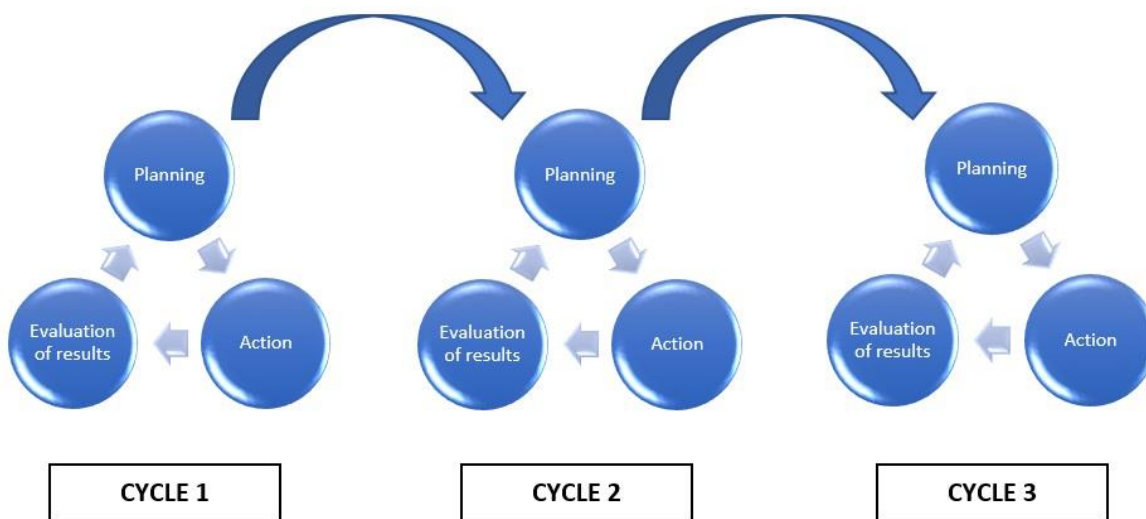 Planning
Evaluation
of results
Action
CYCLE 1
Planning
Evaluation
of results
Action
CYCLE 2
Planning
Evaluation
of results
Action
CYCLE 3